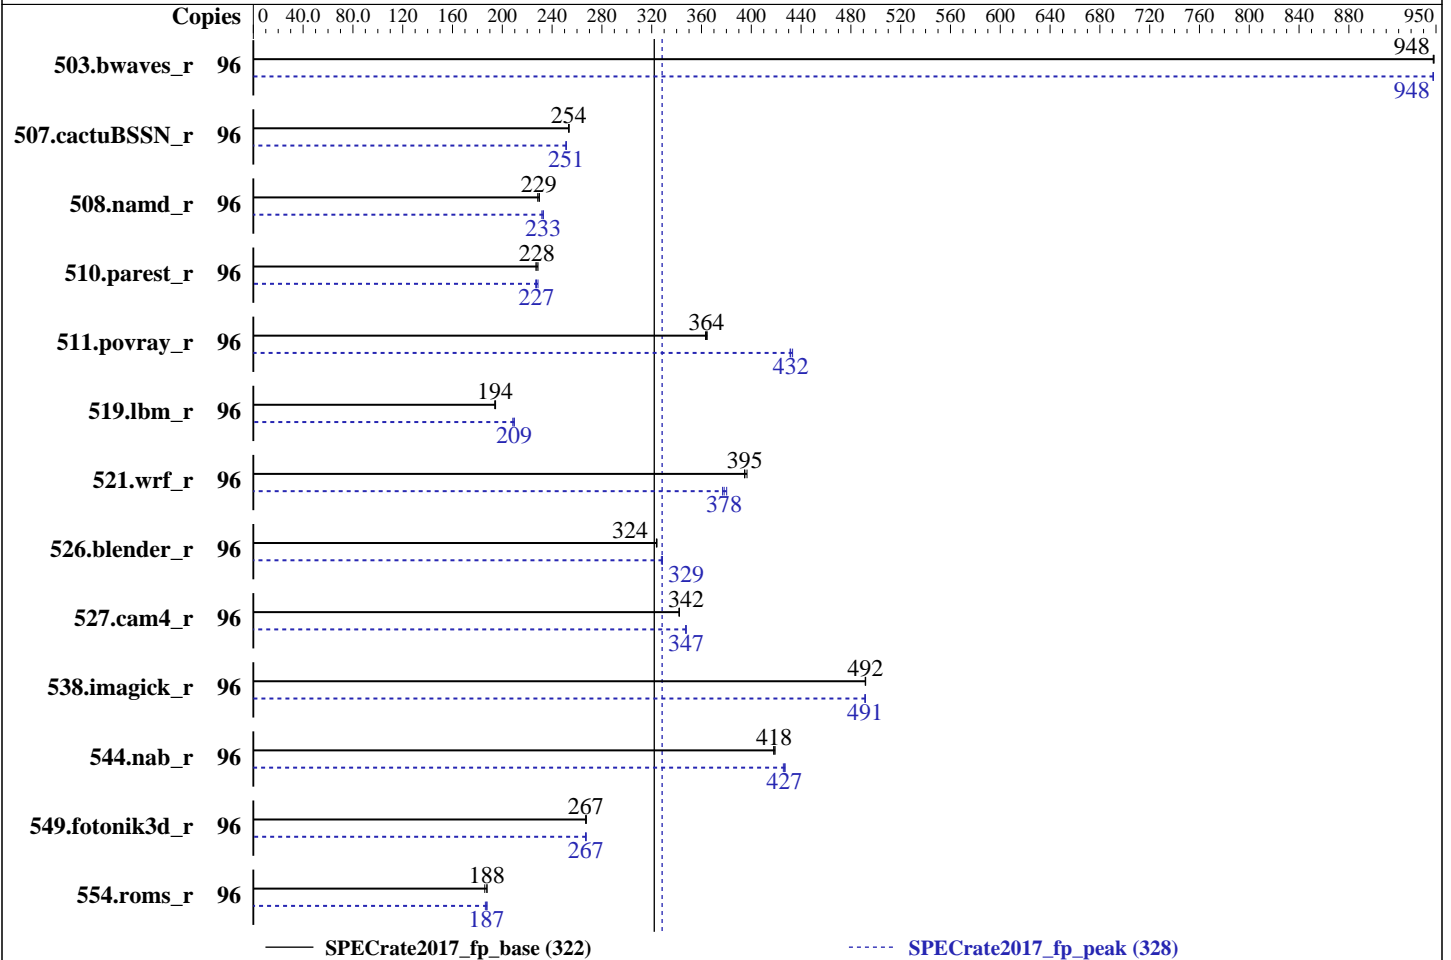 Copies 0 40.0 80.0 120 160 200 240 280 320 360 400 440 480 520 560 600 640 680 720 760 800 840 880 950
948
503.bwaves_r 96
948
254
507.cactuBSSN_r 96
251
229
508.namd_r 96
233
228
510.parest_r 96
227
364
511.povray_r 96
432
194
519.lbm_r 96
209
395
521.wrf_r 96
378
324
526.blender_r 96
329
342
527.cam4_r 96
347
492
538.imagick_r 96
491
418
544.nab_r 96
427
267
549.fotonik3d_r 96
267
188
554.roms_r 96
187
SPECrate2017_fp_base (322) SPECrate2017_fp_peak (328)